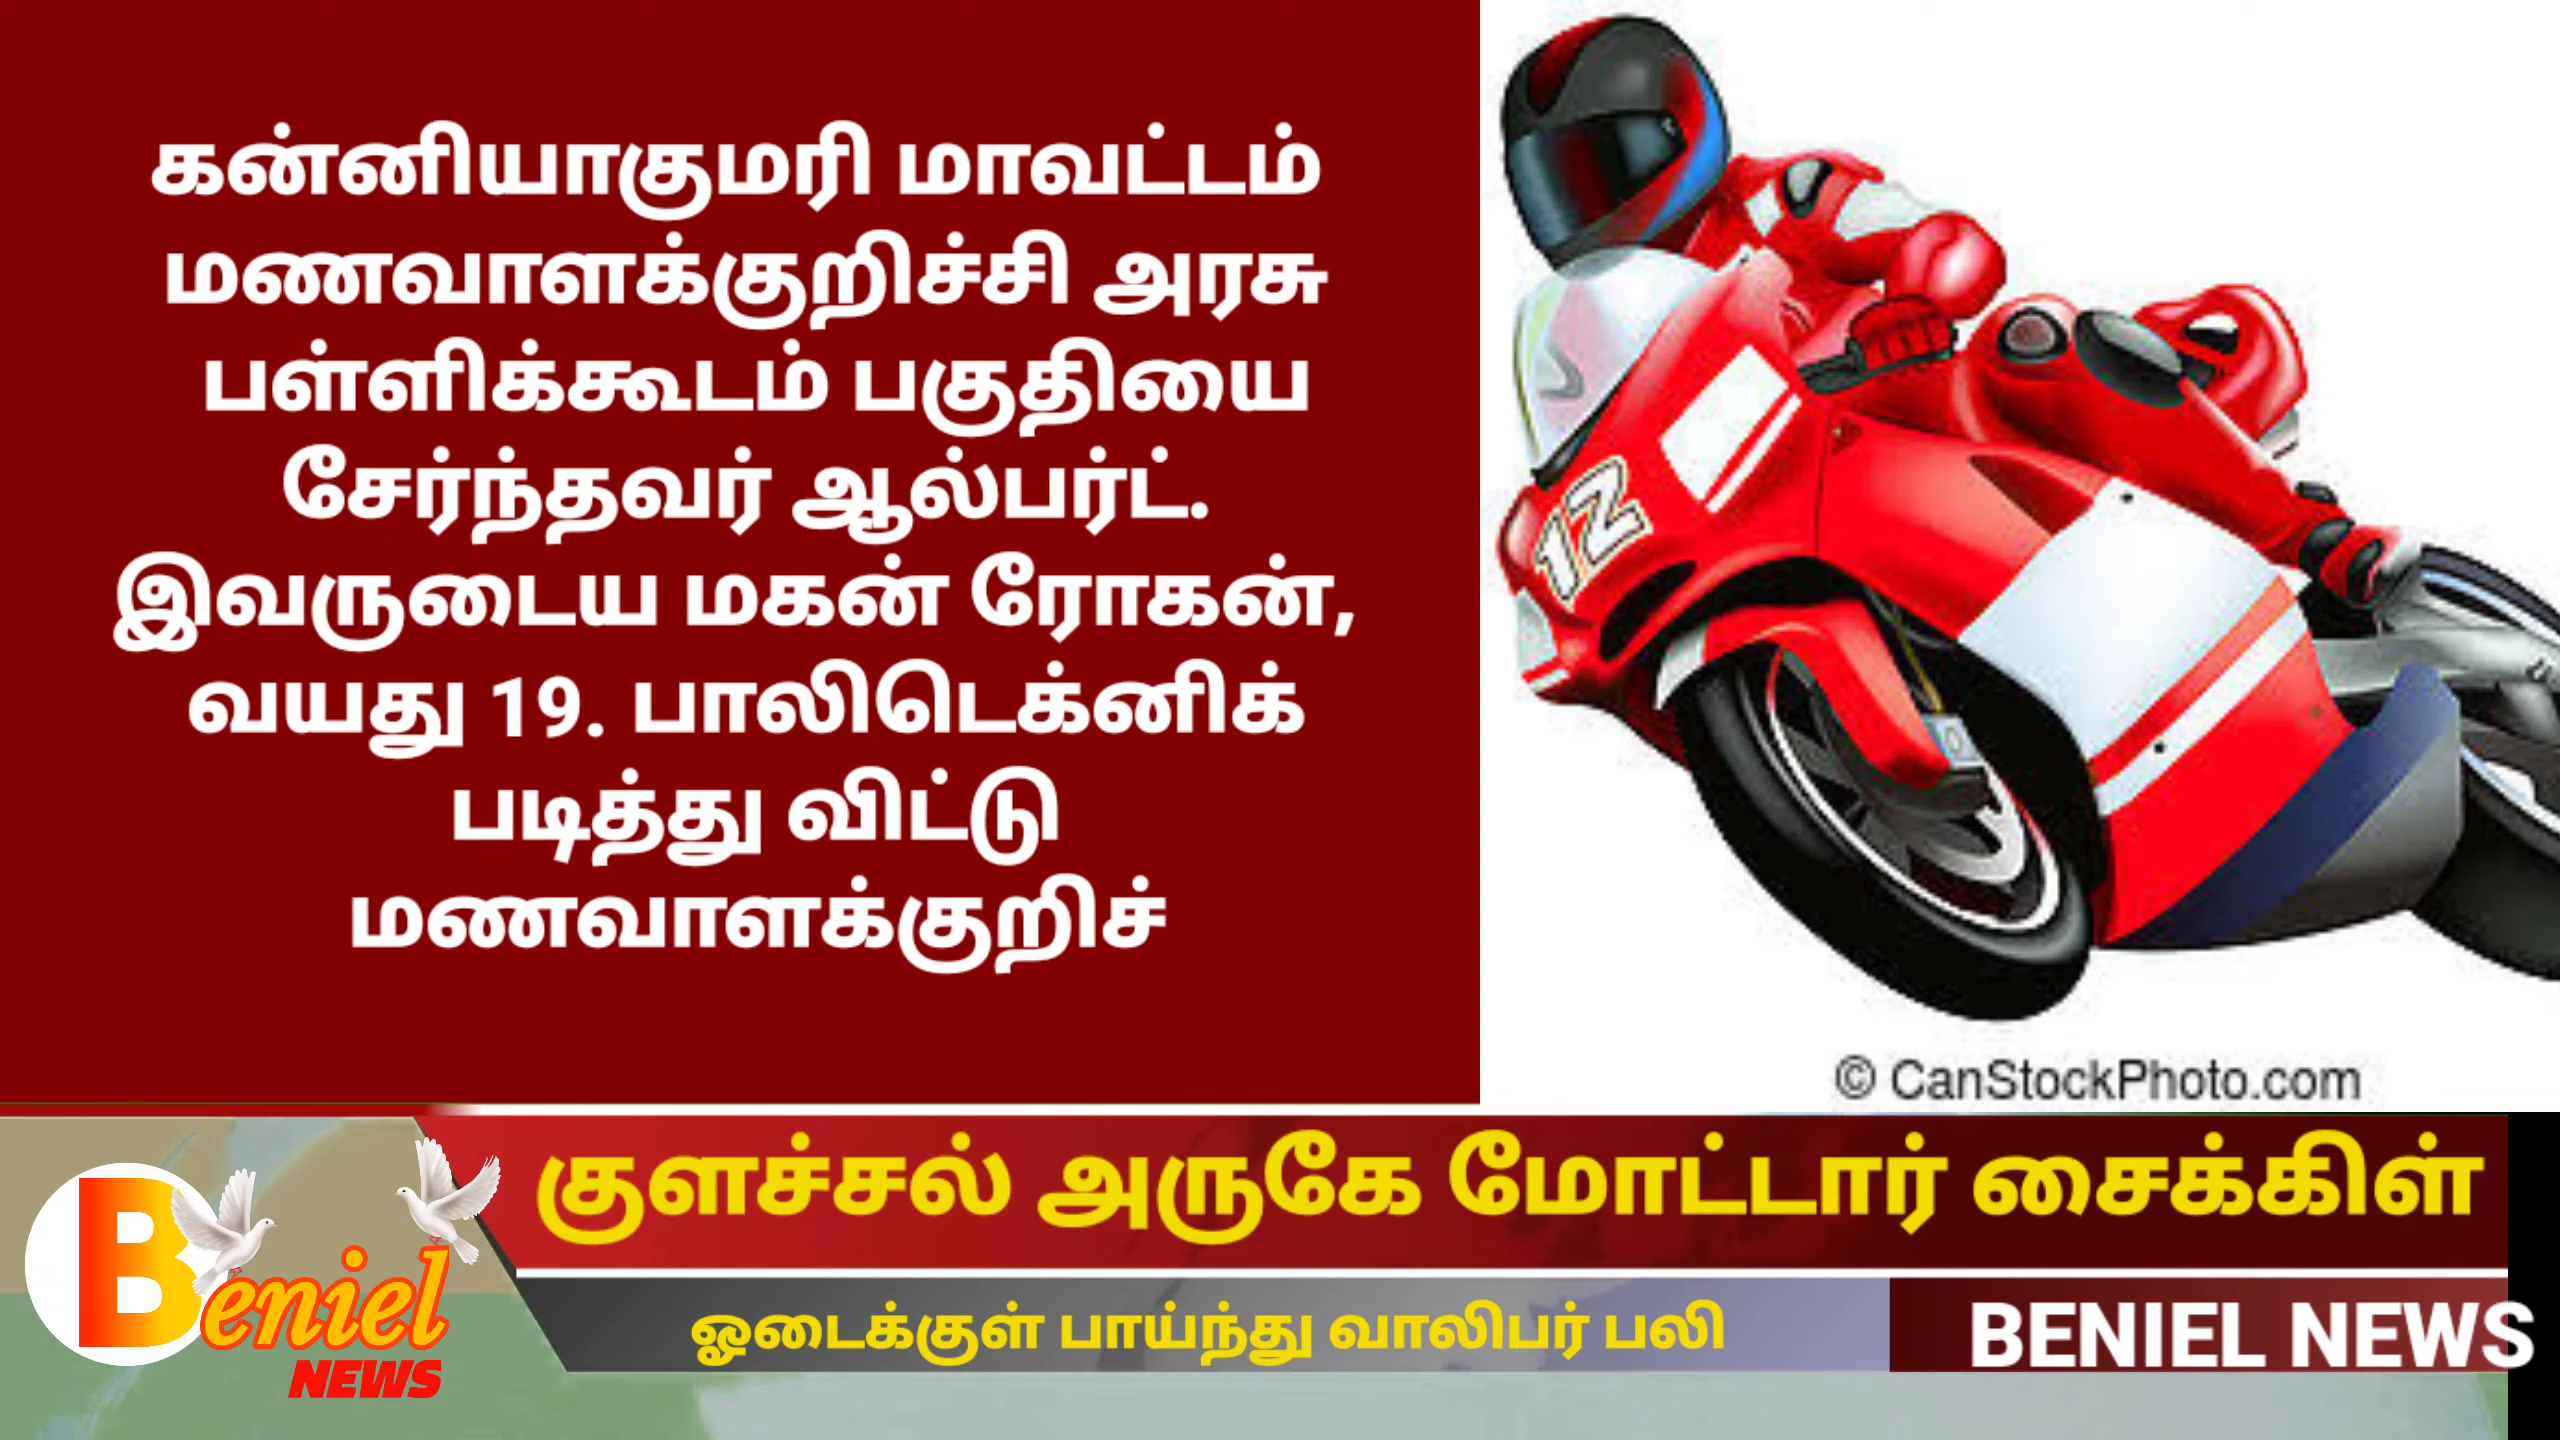 கன்னியாகுமரி மாவட்டம்
மணவாளக்குறிச்சி அரசு
பள்ளிக்கூடம் பகுதியை
சேர்ந்தவர் ஆல்பர்ட்.
இவருடைய மகன் ரோகன்,
வயது 19. பாலிடெக்னிக்
படித்து விட்டு
மணவாளக்குறிச்
12
© CanStockPhoto.com
குளச்சல் அருகே மோட்டார் சைக்கிள்
ஓடைக்குள் பாய்ந்து வாலிபர் பலி
BENIEL NEWS
Beniel
NEWS